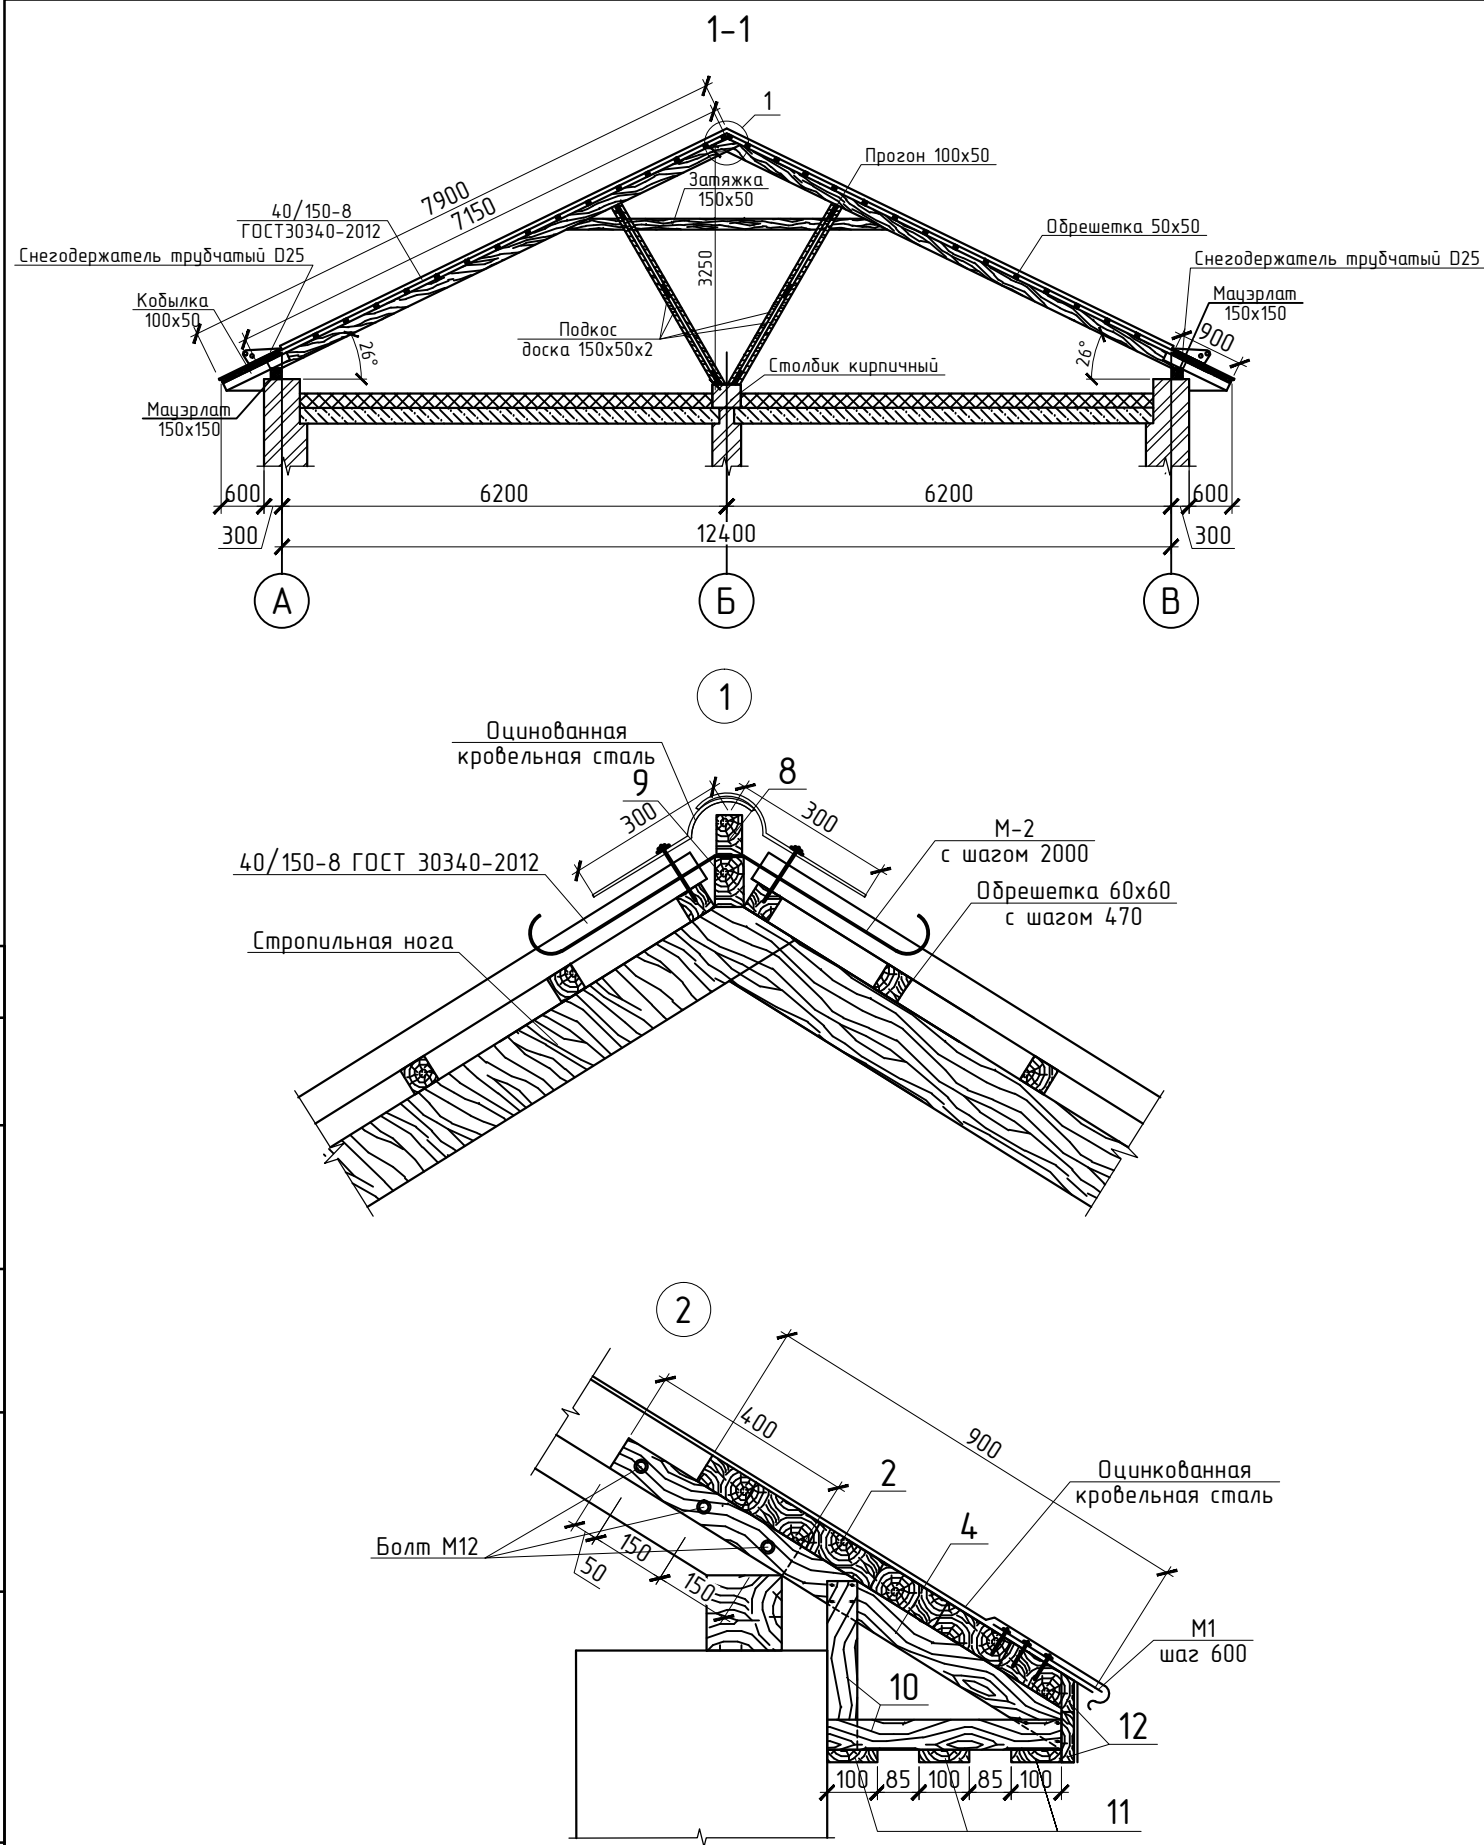 1-1
1
7900
7150
Прогон 100х50
Затяжка
150х50
40/150-8
ГОСТ30340-2012
Обрешетка 50х50
Снегодержатель трубчатый D25
Снегодержатель трубчатый D25
3250
Кобылка
100х50
Мауэрлат
150х150
900
Подкос
доска 150х50х2
26°
26°
Столбик кирпичный
Мауэрлат
150х150
600
6200
6200
600
300
12400
300
А
Б
В
1
Оцинованная
кровельная сталь
9
8
300
300
М-2
с шагом 2000
40/150-8 ГОСТ 30340-2012
Обрешетка 60х60
с шагом 470
Стропильная нога
2
400
900
2
Оцинкованная
кровельная сталь
4
Болт М12
50
150
150
М1
шаг 600
10
12
100
85
100
85
100
11